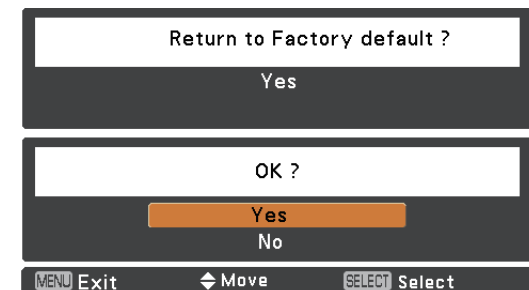 Return to Factory default ?
Yes
OK ?
Yes
No
MENU Exit Move SELECT Select